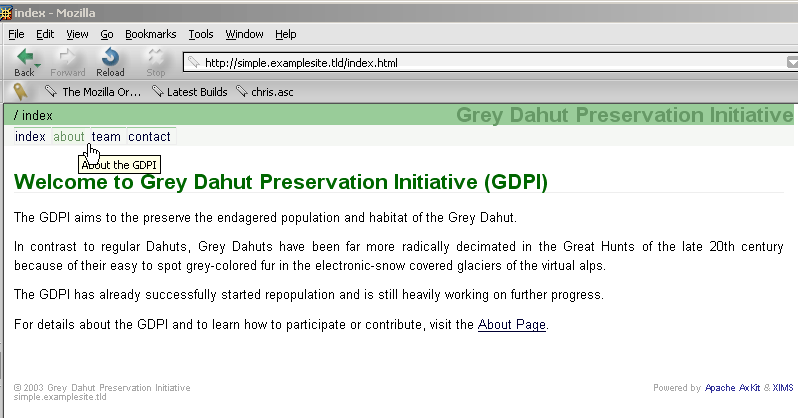 index - Mozilla
File Edit View Go Bookmarks Tools Window Help
Back Forward Reload Stop
http://simple.examplesite.tld/index.html
The Mozilla Or... Latest Builds chris.asc
/ index
Grey Dahut Preservation Initiative
index about team contact
About the GDPI
Welcome to Grey Dahut Preservation Initiative (GDPI)
The GDPI aims to the preserve the endagered population and habitat of the Grey Dahut.
In contrast to regular Dahuts, Grey Dahuts have been far more radically decimated in the Great Hunts of the late 20th century
because of their easy to spot grey-colored fur in the electronic-snow covered glaciers of the virtual alps.
The GDPI has already successfully started repopulation and is still heavily working on further progress.
For details about the GDPI and to learn how to participate or contribute, visit the About Page.
© 2003 Grey Dahut Preservation Initiative
simple.examplesite.tld
Powered by Apache AxKit & XIMS